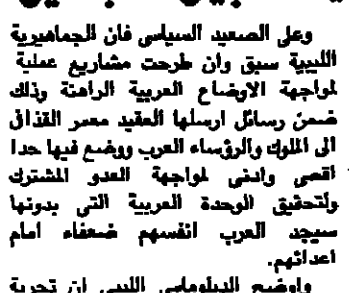 وعلى الصعيد السياسي فان الجماهيرية
الليبية سبق وان طرحت مشاريع عملية
لمواجهة الاوضاع العربية الراهنة وذلك
ضمن رسائل ارسلها العقيد معمر القذافي
الى الملوك والرؤساء العرب ووضع فيها حدا
اقصى وادنى لمواجهة العدو المشترك
ولتحقيق الوحدة العربية التي بدونها
سيجد العرب انفسهم ضعفاء امام
اعدائهم.
واوضح الدبلوماسي الليبي ان تجربة